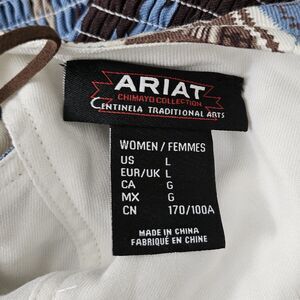 ARIAT
CHIMAYO COLLECTION
CENTINELA TRADITIONAL ARTS
WOMEN / FEMMES
US L
EUR/UK L
CA G
MX G
CN 170/100A
MADE IN CHINA
FABRIQUÉ EN CHINE